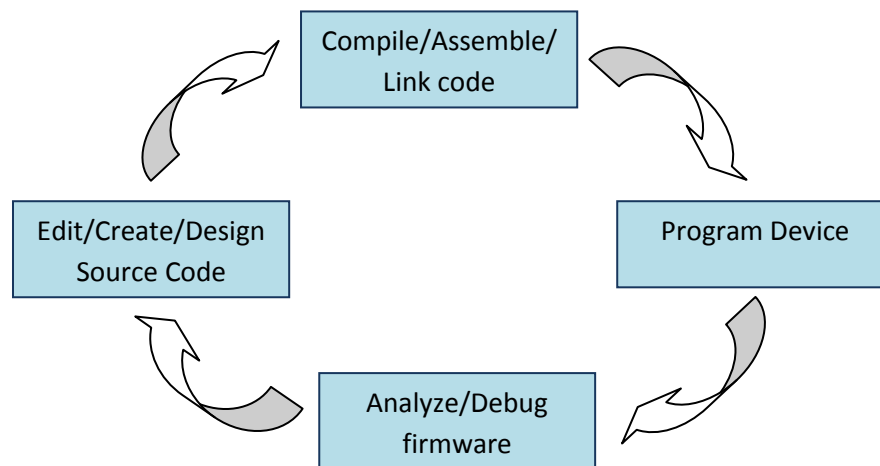 Compile/Assemble/
Link code
Edit/Create/Design
Source Code
Program Device
Analyze/Debug
firmware